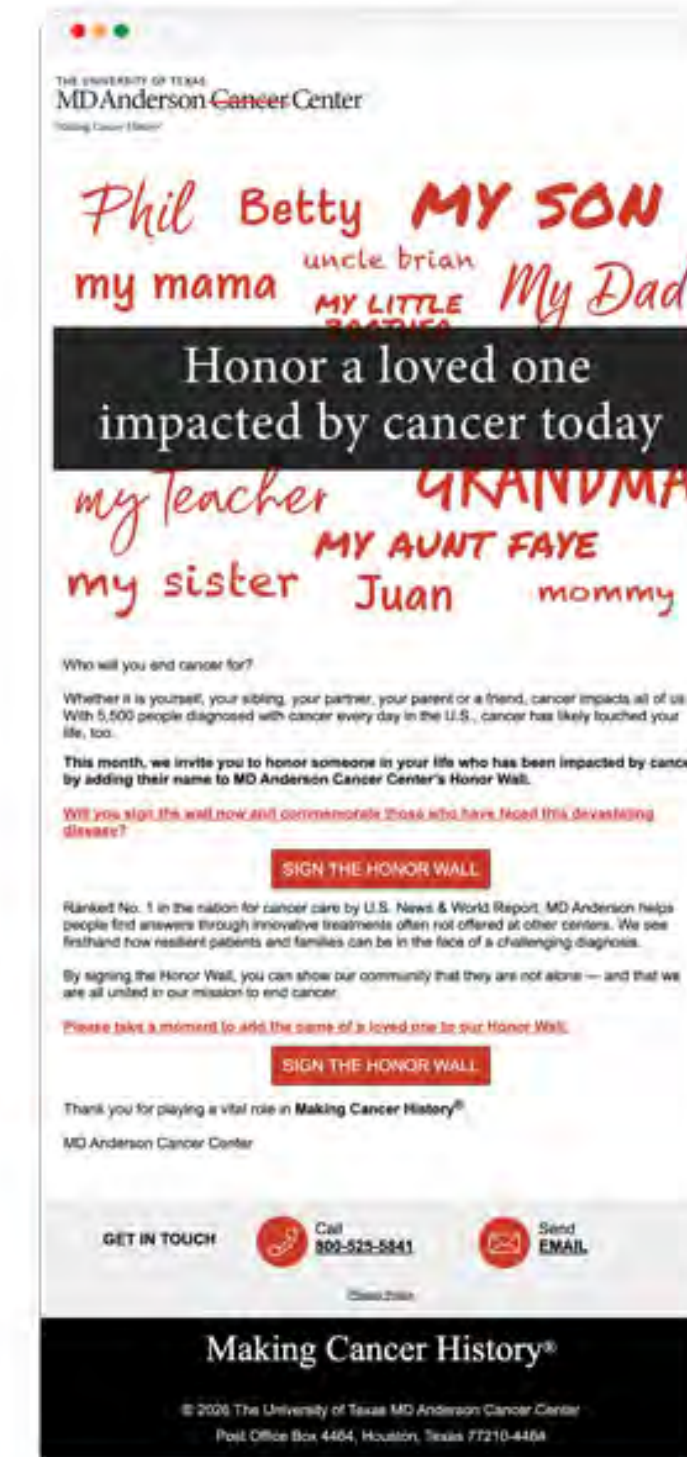 THE UNIVERSITY OF TEXAS
MD Anderson Cancer Center
Making Cancer History®
Phil Betty MY SON
my mama uncle brian My Dad
MY LITTLE
BROTHER
Honor a loved one
impacted by cancer today
my Teacher GRANDMA
MY AUNT FAYE
my sister Juan mommy
Who will you end cancer for?
Whether it is yourself, your sibling, your partner, your parent or a friend, cancer impacts all of us
With 5,500 people diagnosed with cancer every day in the U.S., cancer has likely touched your
life, too.
This month, we invite you to honor someone in your life who has been impacted by cance
by adding their name to MD Anderson Cancer Center's Honor Wall.
Will you sign the wall now and commemorate those who have faced this devastating
disease?
SIGN THE HONOR WALL
Ranked No. 1 in the nation for cancer care by U.S. News & World Report, MD Anderson helps
people find answers through innovative treatments often not offered at other centers. We see
firsthand how resilient patients and families can be in the face of a challenging diagnosis.
By signing the Honor Wall, you can show our community that they are not alone — and that we
are all united in our mission to end cancer.
Please take a moment to add the name of a loved one to our Honor Wall.
SIGN THE HONOR WALL
Thank you for playing a vital role in Making Cancer History®
MD Anderson Cancer Center
GET IN TOUCH
Call
800-525-5841
Send
EMAIL
Privacy Policy
Making Cancer History®
© 2026 The University of Texas MD Anderson Cancer Center
Post Office Box 4464, Houston, Texas 77210-4464